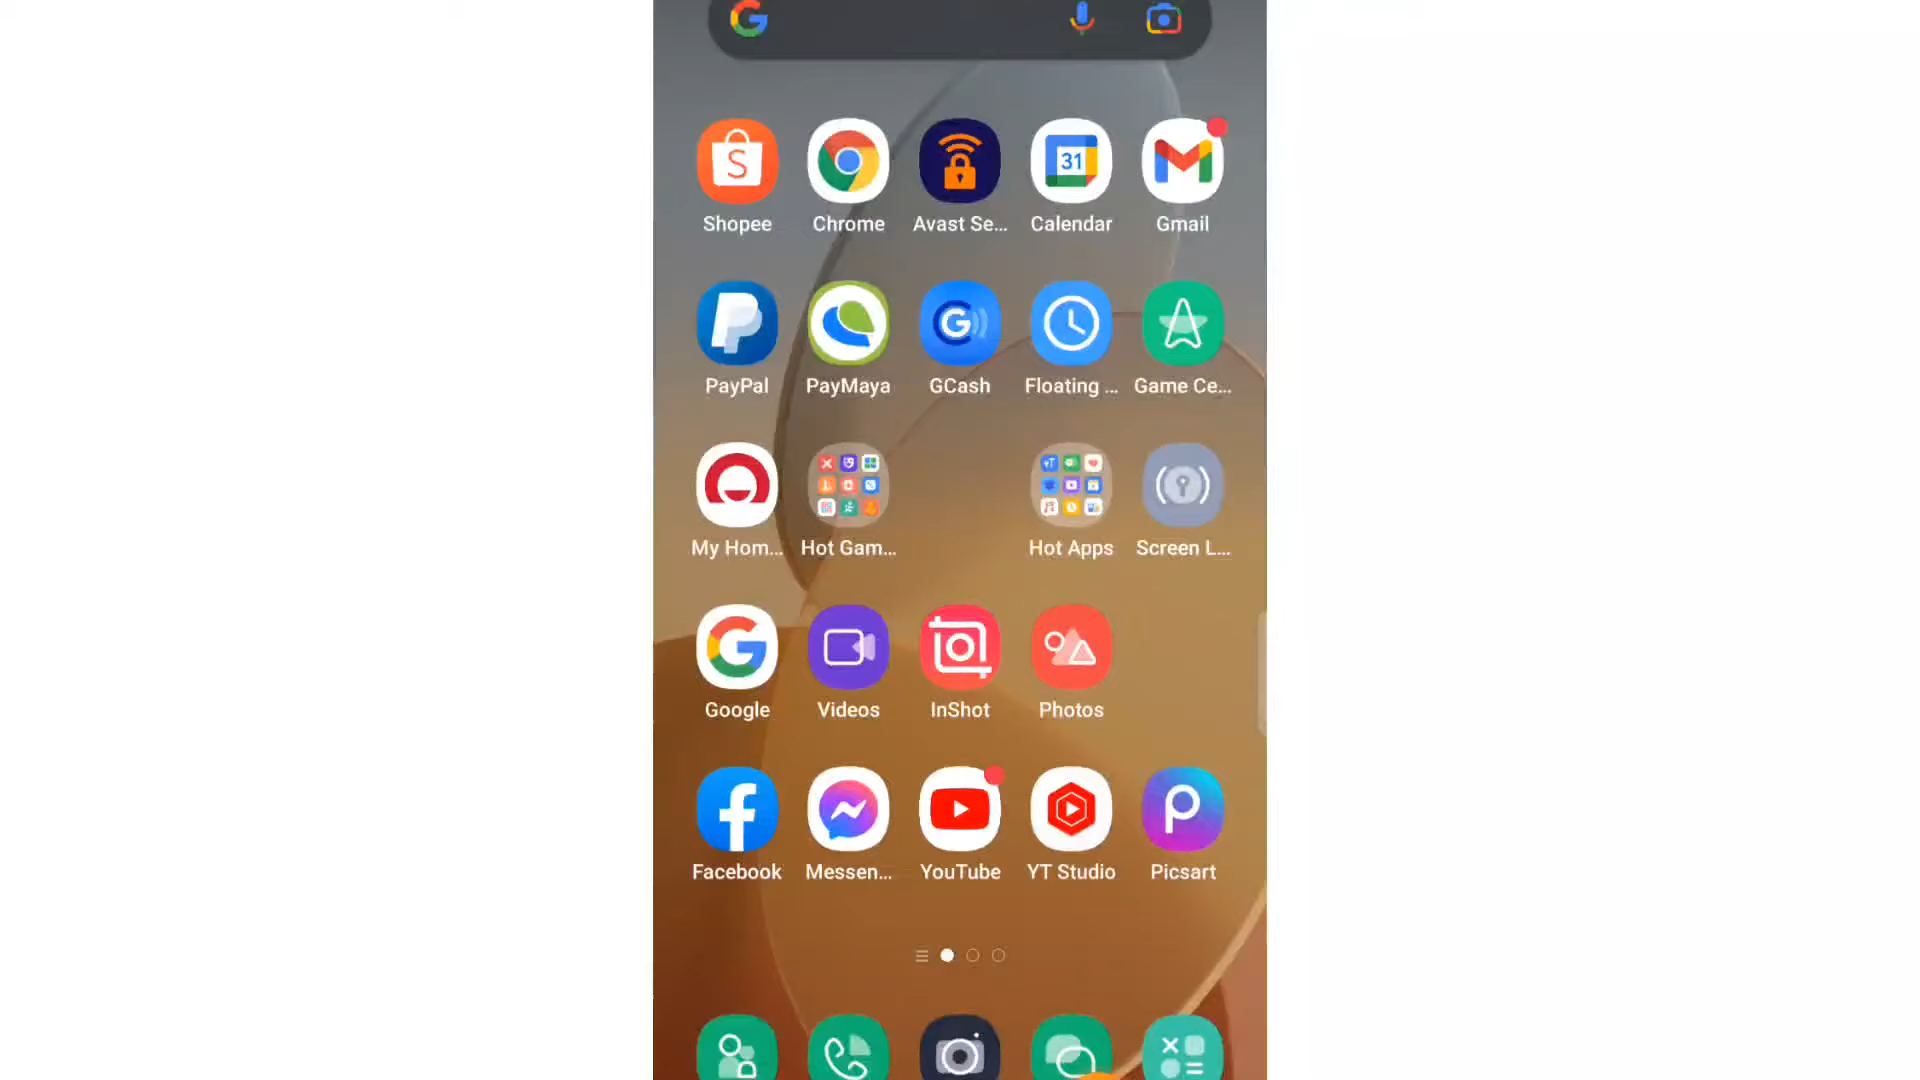 Shopee Chrome Avast Se... Calendar Gmail
PayPal PayMaya GCash Floating ... Game Ce...
My Hom... Hot Gam... Hot Apps Screen L...
Google Videos InShot Photos
Facebook Messen... YouTube YT Studio Picsart